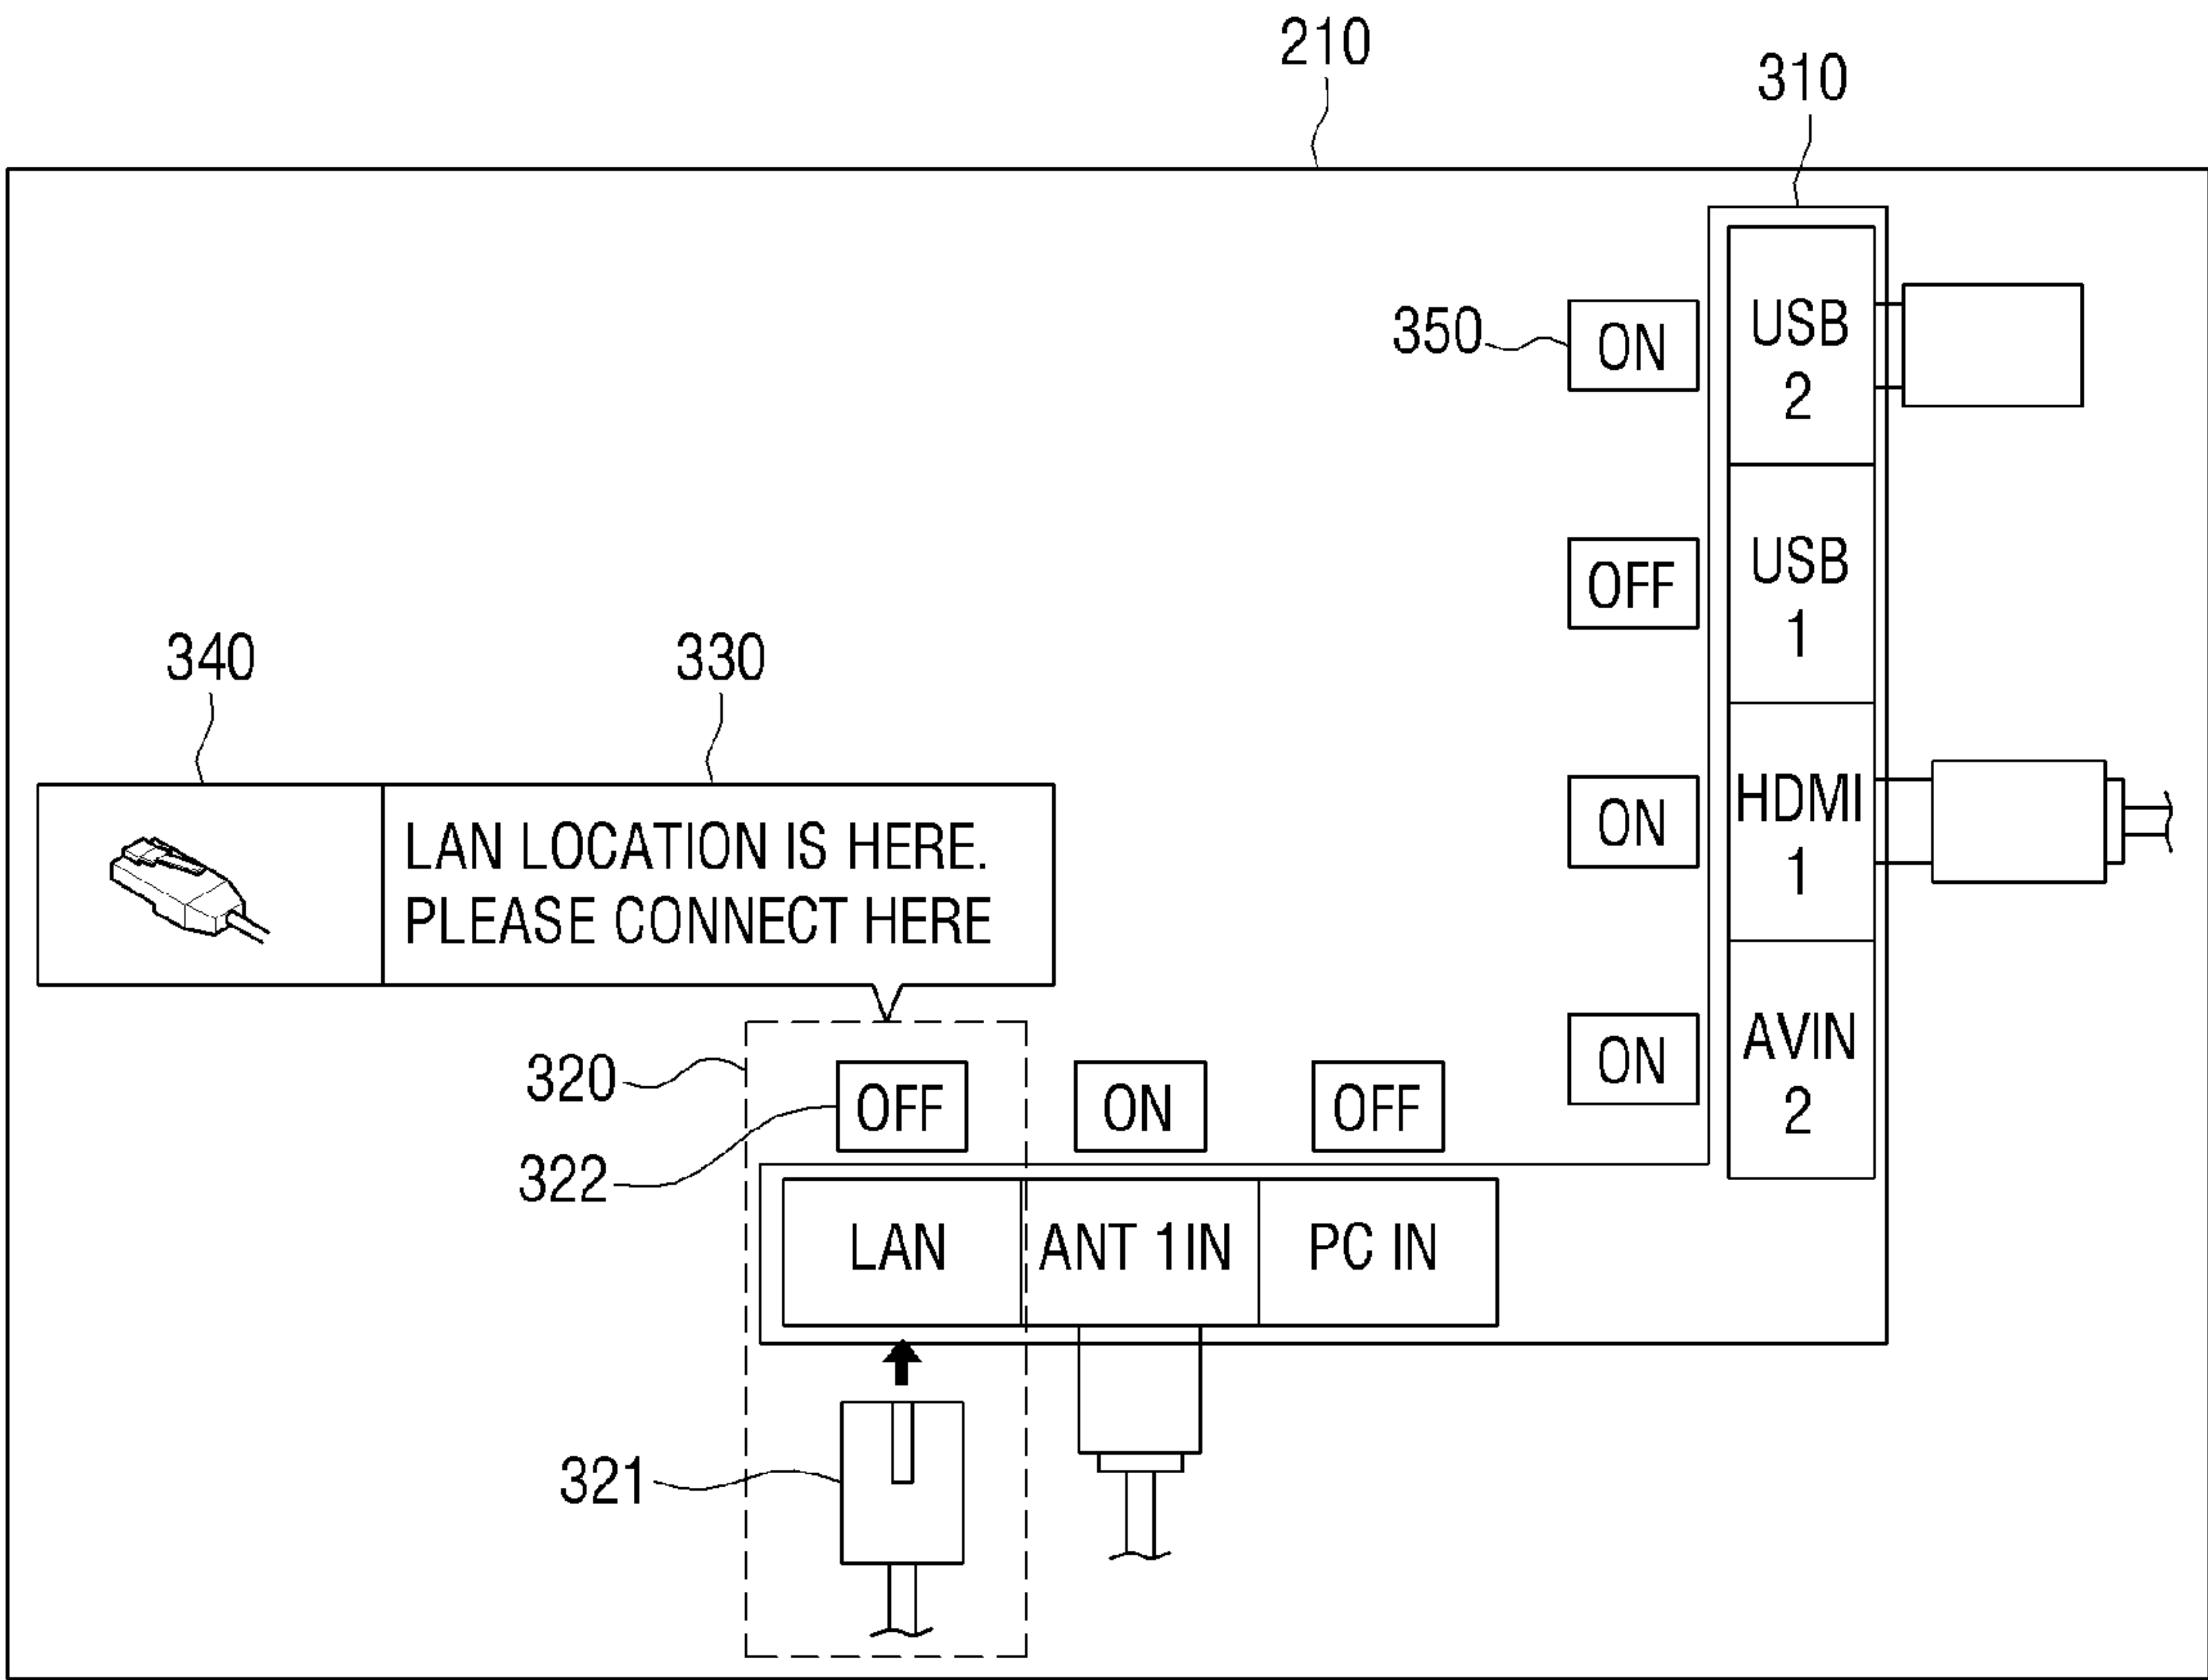 210
310
350
ON
USB
2
OFF
USB
1
340
330
LAN LOCATION IS HERE.
PLEASE CONNECT HERE
ON
HDMI
1
320
322
OFF
ON
OFF
ON
AVIN
2
LAN
ANT 1IN
PC IN
321